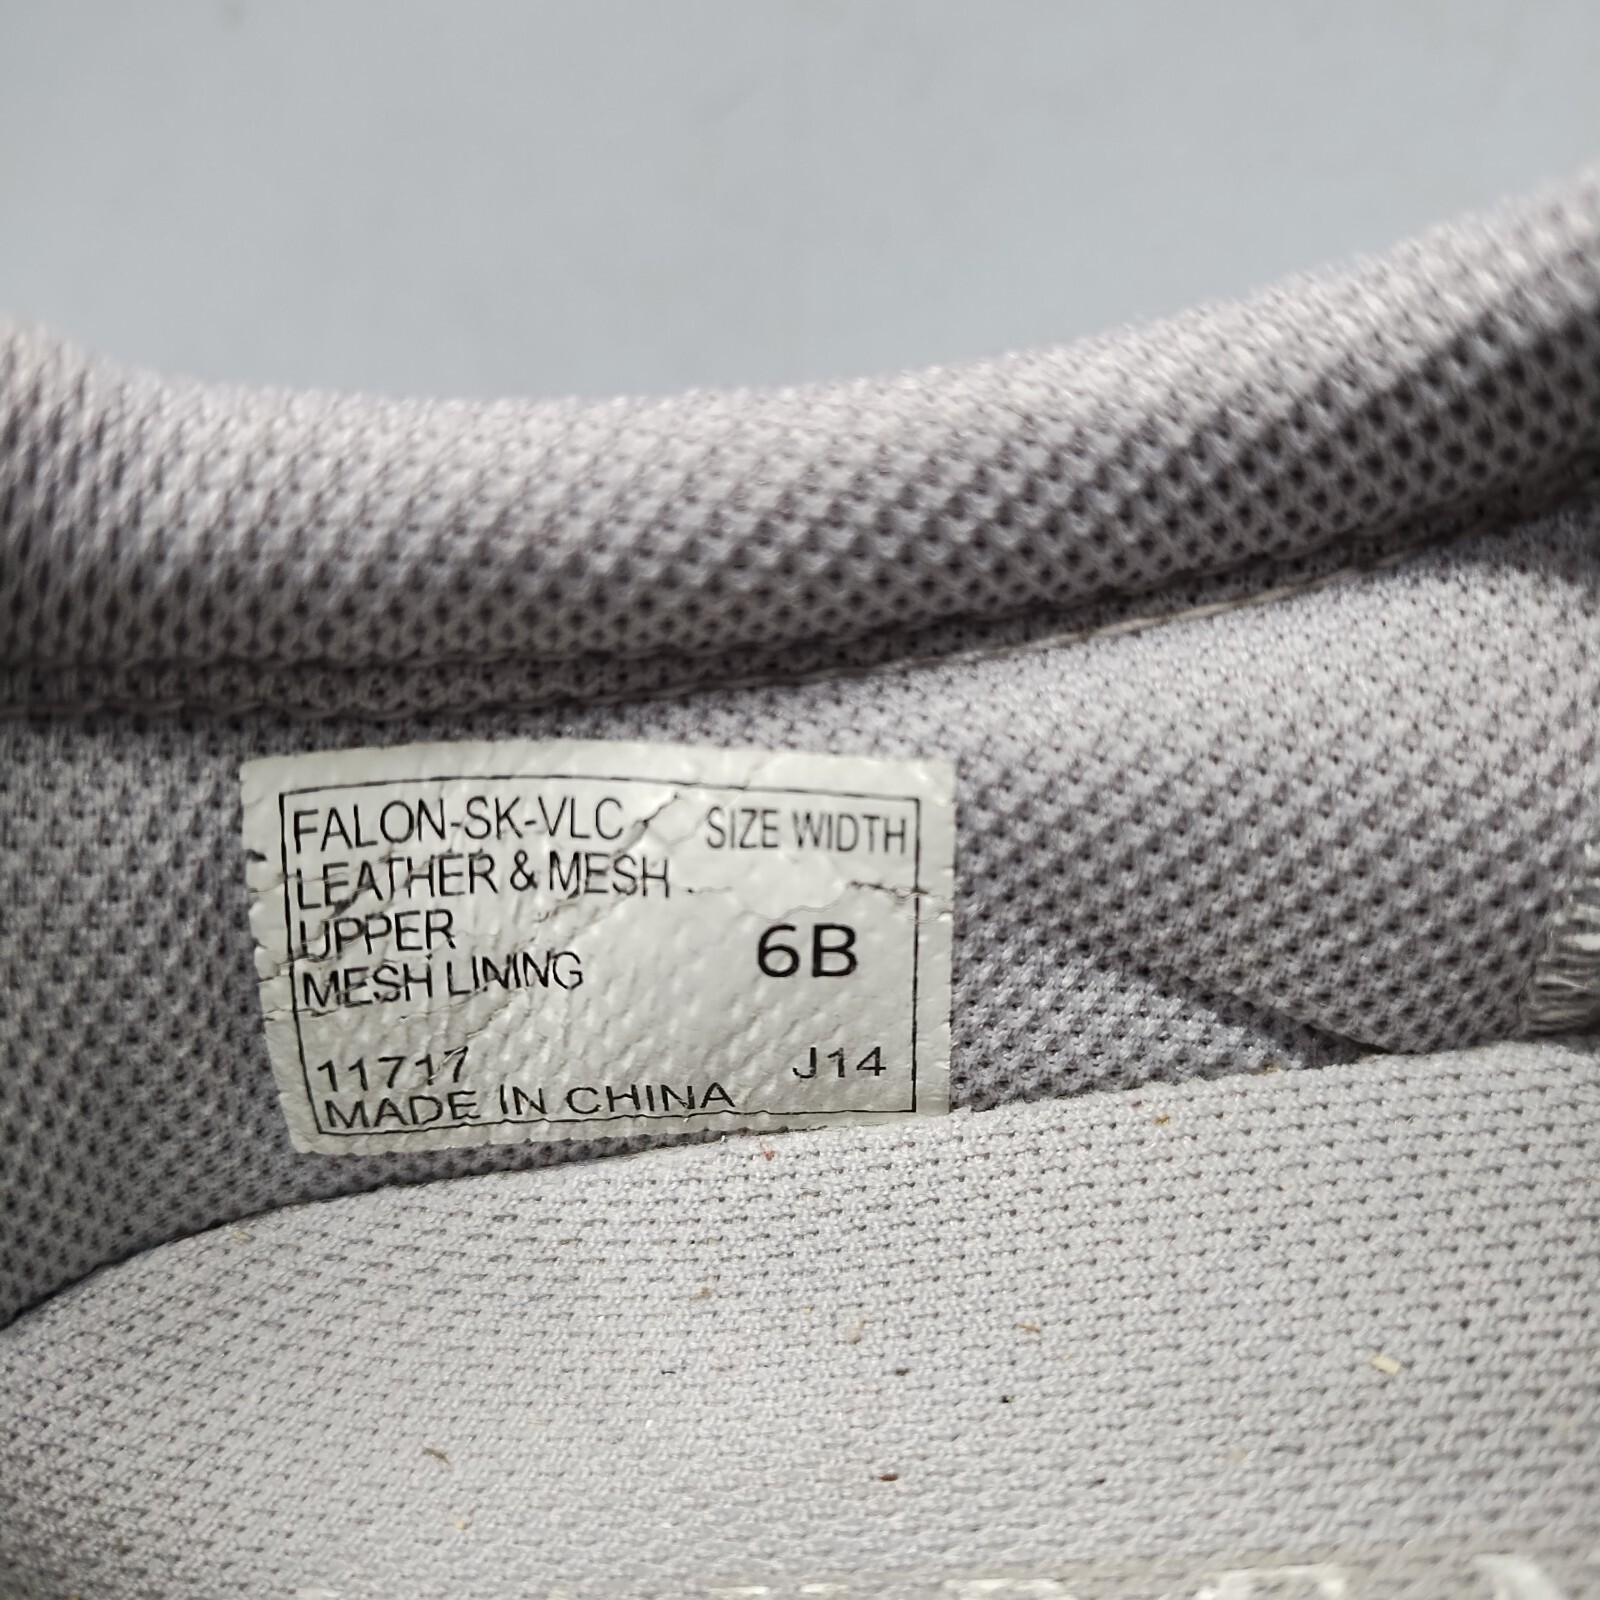 FALON-SK-VLC SIZE WIDTH
LEATHER & MESH
UPPER
MESH LINING
6B
11717 J14
MADE IN CHINA